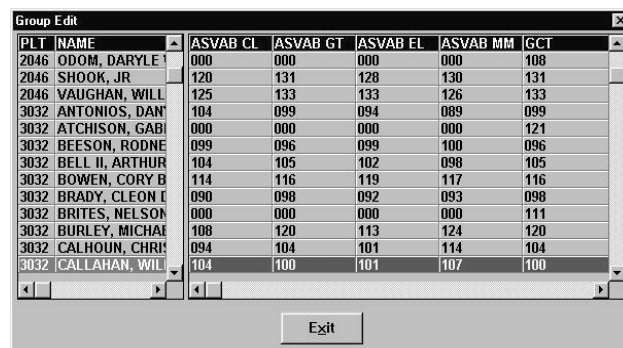 Group Edit
PLT NAME ASVAB CL ASVAB GT ASVAB EL ASVAB MM GCT
2046 ODOM, DARYLE 000 000 000 000 108
2046 SHOOK, JR 120 131 128 130 131
2046 VAUGHAN, WILL 125 133 133 126 133
3032 ANTONIOS, DAN 104 099 094 089 099
3032 ATCHISON, GAB 000 000 000 000 121
3032 BEESON, RODNE 099 096 099 100 096
3032 BELL II, ARTHUR 104 105 102 098 105
3032 BOWEN, CORY B 114 116 119 117 116
3032 BRADY, CLEON 090 098 092 093 098
3032 BRITES, NELSON 000 000 000 000 111
3032 BURLEY, MICHAE 108 120 113 124 120
3032 CALHOUN, CHRIS 094 104 101 114 104
3032 CALLAHAN, WIL 104 100 101 107 100
Exit